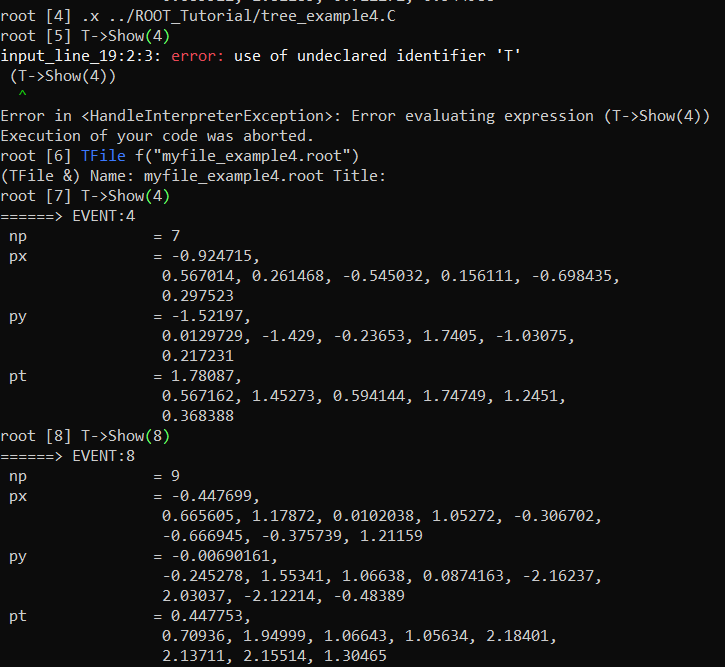 root [4] .x ../ROOT_Tutorial/tree_example4.C
root [5] T->Show(4)
input_line_19:2:3: error: use of undeclared identifier 'T'
 (T->Show(4))
  ^
Error in <HandleInterpreterException>: Error evaluating expression (T->Show(4))
Execution of your code was aborted.
root [6] TFile f("myfile_example4.root")
(TFile &) Name: myfile_example4.root Title:
root [7] T->Show(4)
======> EVENT:4
 np              = 7
 px              = -0.924715,
                  0.567014, 0.261468, -0.545032, 0.156111, -0.698435,
                  0.297523
 py              = -1.52197,
                  0.0129729, -1.429, -0.23653, 1.7405, -1.03075,
                  0.217231
 pt              = 1.78087,
                  0.567162, 1.45273, 0.594144, 1.74749, 1.2451,
                  0.368388
root [8] T->Show(8)
======> EVENT:8
 np              = 9
 px              = -0.447699,
                  0.665605, 1.17872, 0.0102038, 1.05272, -0.306702,
                  -0.666945, -0.375739, 1.21159
 py              = -0.00690161,
                  -0.245278, 1.55341, 1.06638, 0.0874163, -2.16237,
                  2.03037, -2.12214, -0.48389
 pt              = 0.447753,
                  0.70936, 1.94999, 1.06643, 1.05634, 2.18401,
                  2.13711, 2.15514, 1.30465